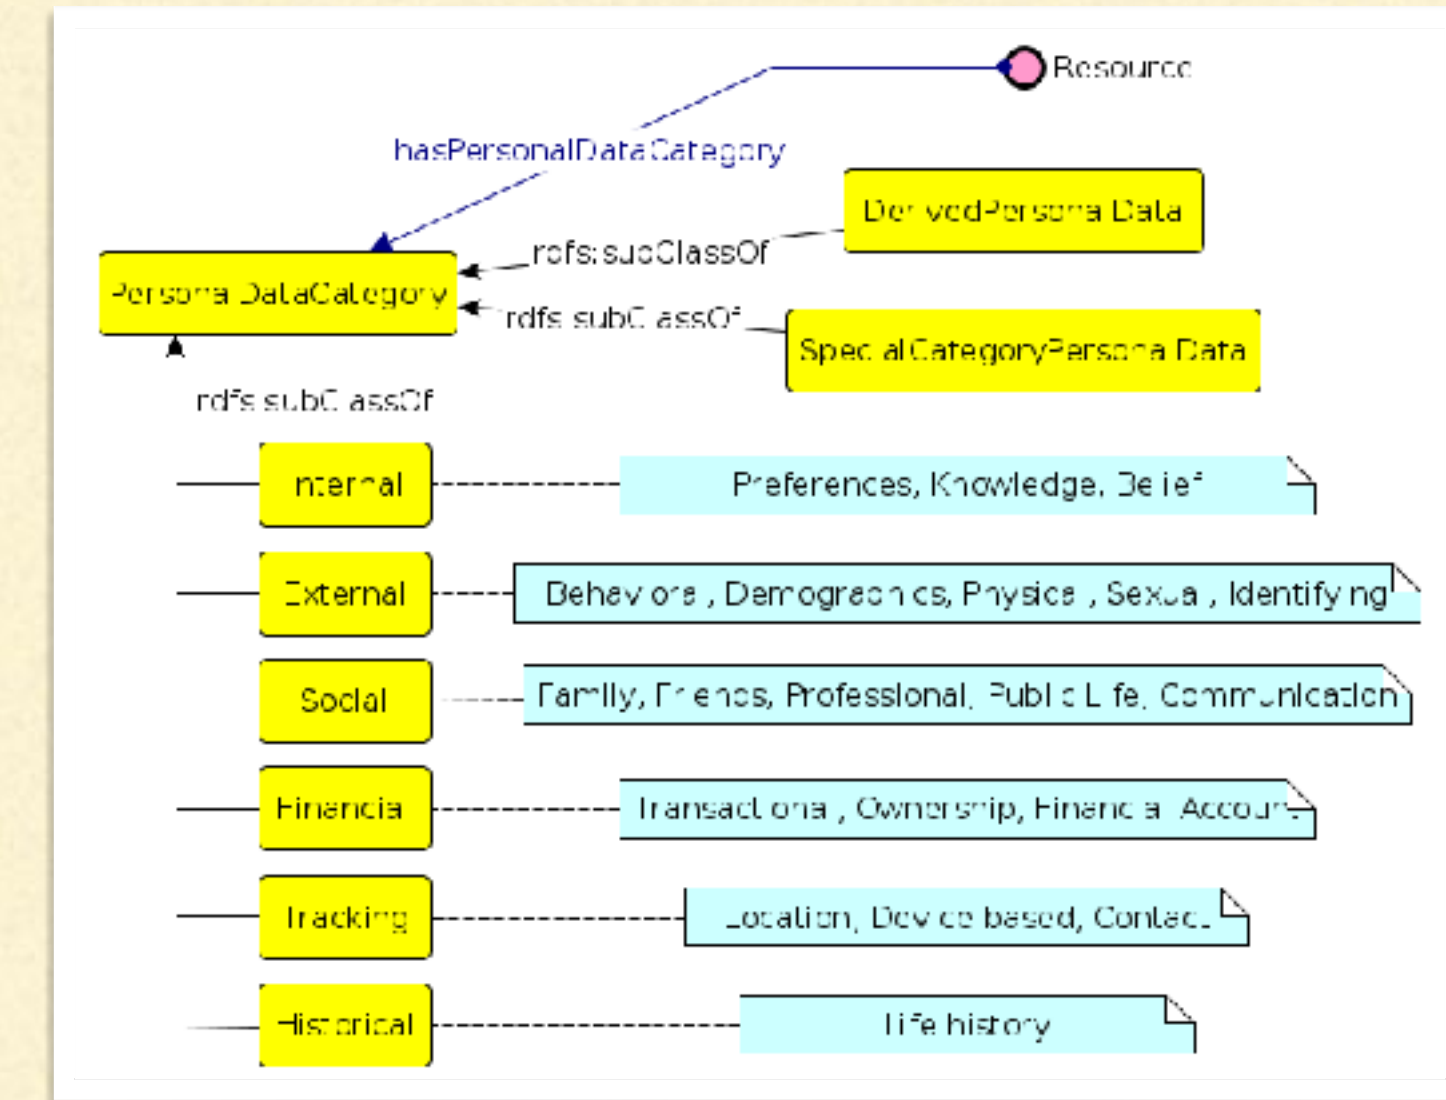 Resource
hasPersonalDataCategory
DerivedPersonalData
rdfs:subClassOf
PersonalDataCategory
rdfs:subClassOf
SpecialCategoryPersonalData
rdfs:subClassOf
Internal
Preferences, Knowledge, Belief
External
Behavioral, Demographics, Physical, Sexual, Identifying
Social
Family, Friends, Professional, Public Life, Communication
Financial
Transactional, Ownership, Financial Account
Tracking
Location, Device based, Contact
Historical
Life history